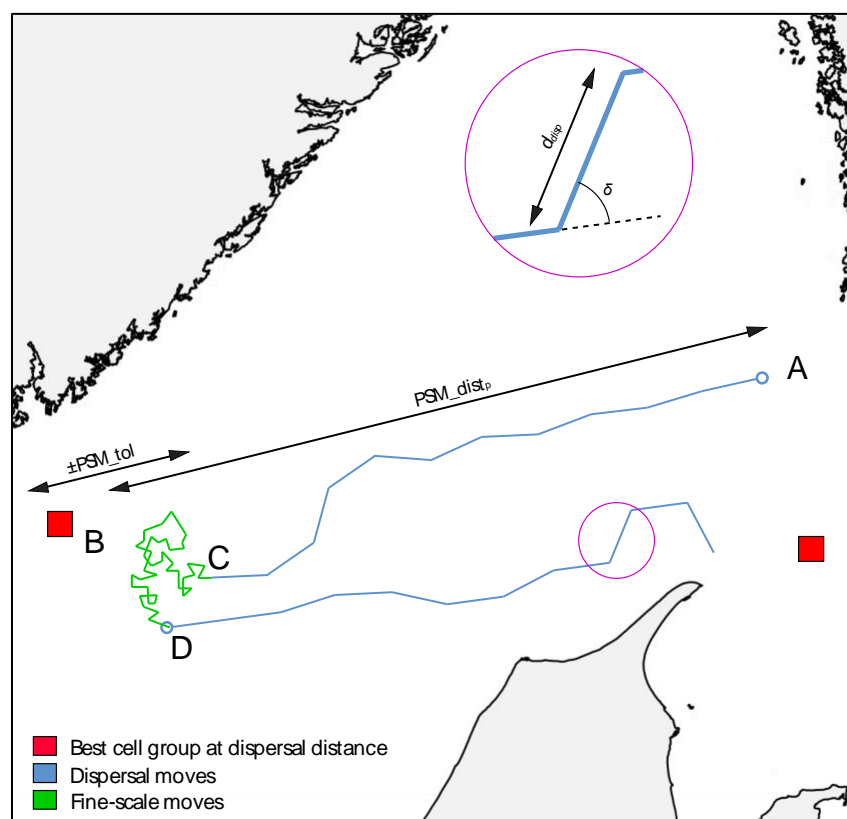 d_disp
δ
A
PSM_dist_p
±PSM_tol
B
C
D
Best cell group at dispersal distance
Dispersal moves
Fine-scale moves